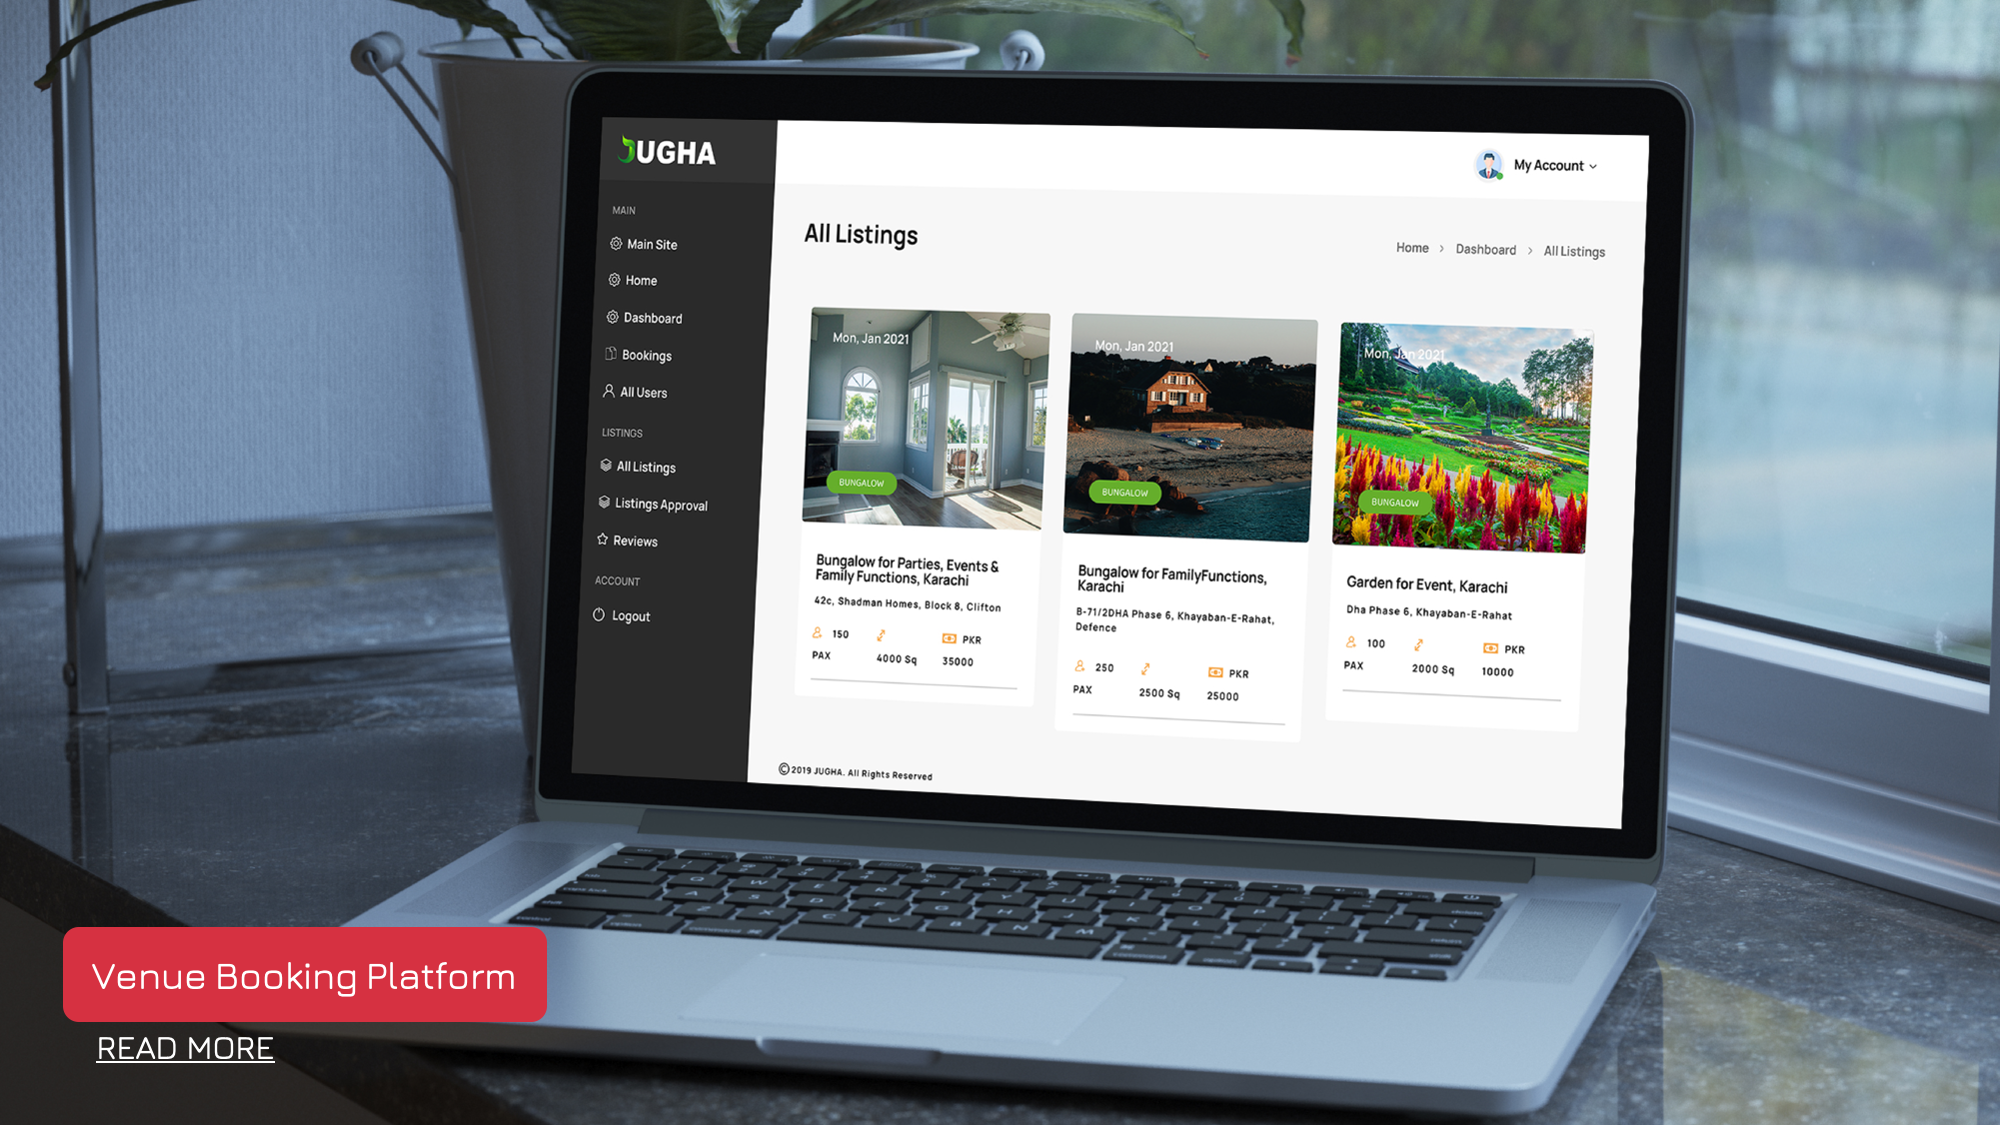 JUGHA
My Account
MAIN
Main Site
Home
Dashboard
Bookings
All Users
LISTINGS
All Listings
Listings Approval
Reviews
ACCOUNT
Logout
All Listings
Home > Dashboard > All Listings
Mon, Jan 2021
BUNGALOW
Bungalow for Parties, Events &
Family Functions, Karachi
42c, Shadman Homes, Block 8, Clifton
150
PAX
4000 Sq
PKR
35000
Mon, Jan 2021
BUNGALOW
Bungalow for FamilyFunctions,
Karachi
B-71/2DHA Phase 6, Khayaban-E-Rahat,
Defence
250
PAX
2500 Sq
PKR
25000
Mon, Jan 2021
BUNGALOW
Garden for Event, Karachi
Dha Phase 6, Khayaban-E-Rahat
100
PAX
2000 Sq
PKR
10000
©2019 JUGHA. All Rights Reserved
Venue Booking Platform
READ MORE